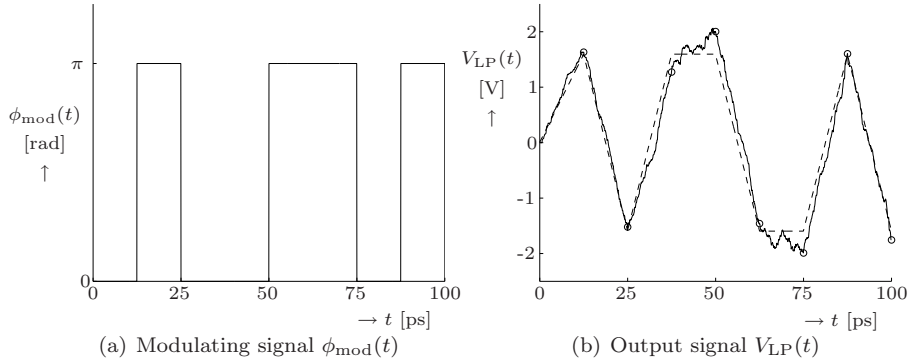 π
φmod(t)
[rad]
↑
0
0
25
50
75
100
→ t [ps]
(a) Modulating signal φmod(t)
2
VLP(t)
1
[V]
↑
0
-1
-2
0
25
50
75
100
→ t [ps]
(b) Output signal VLP(t)